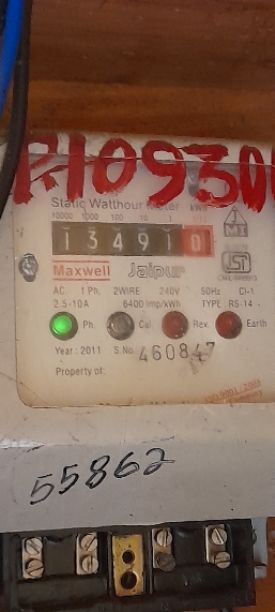 R109300
Static Watthour Meter kWh
10000 1000 100 10 1
1 3 4 9 1 0
Maxwell Jaipur
AC. 1 Ph. 2WIRE 240V 50Hz Cl-1
2.5-10A 6400 Imp/kWh TYPE : RS-14
Ph. Cal. Rev. Earth
Year : 2011 S.No. 460847
Property of:
55862